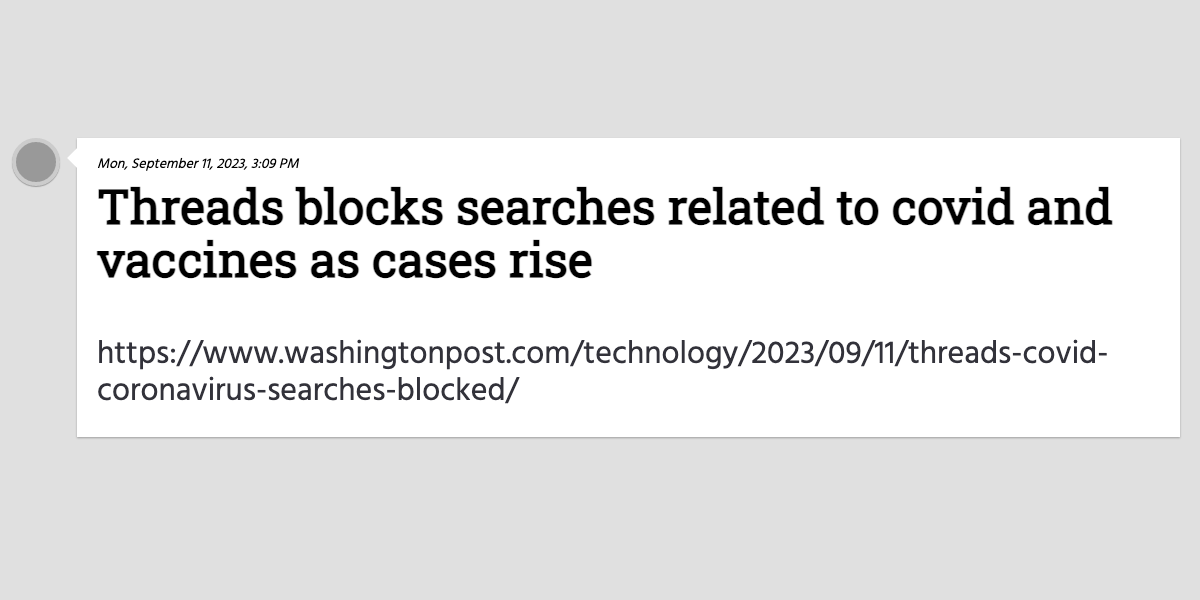 Mon, September 11, 2023, 3:09 PM
Threads blocks searches related to covid and
vaccines as cases rise
https://www.washingtonpost.com/technology/2023/09/11/threads-covid-
coronavirus-searches-blocked/